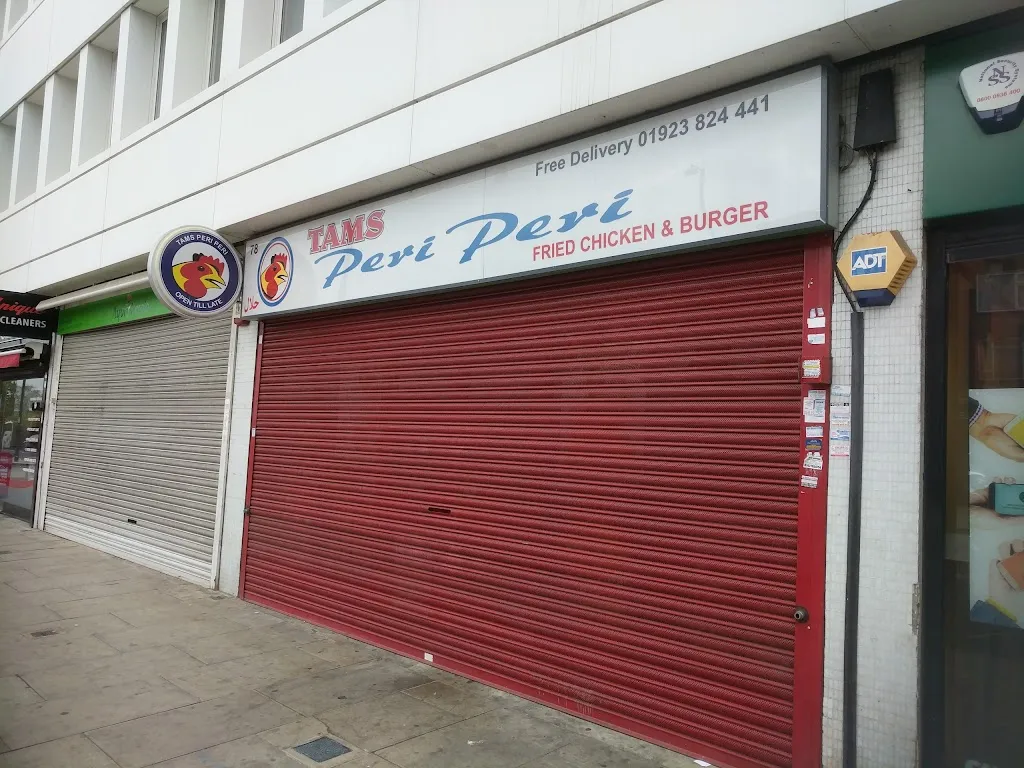 Unique
CLEANERS
TAMS PERI PERI
OPEN TILL LATE
78
حلال
TAMS
Peri Peri
Free Delivery 01923 824 441
FRIED CHICKEN & BURGER
ADT